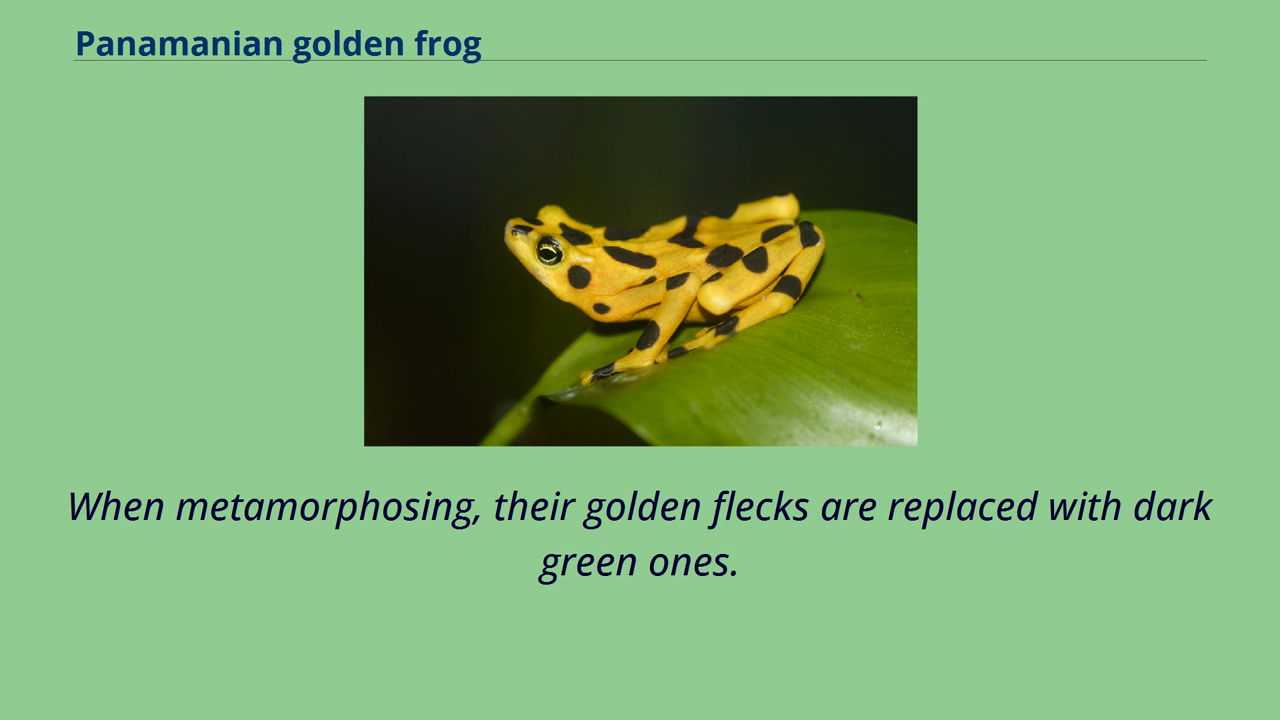 Panamanian golden frog
When metamorphosing, their golden flecks are replaced with dark
green ones.